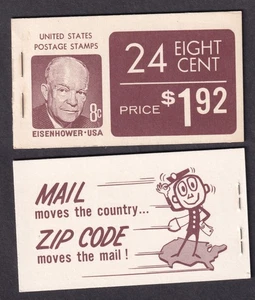 UNITED STATES
POSTAGE STAMPS
8c
EISENHOWER·USA
24 EIGHT
CENT
PRICE $1.92
MAIL
moves the country...
ZIP CODE
moves the mail!